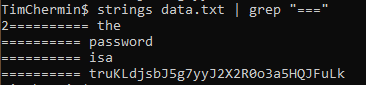 TimChermin$ strings data.txt | grep "==="
2========== the
========== password
========== isa
========== truKLdjsbJ5g7yyJ2X2R0o3a5HQJFuLk